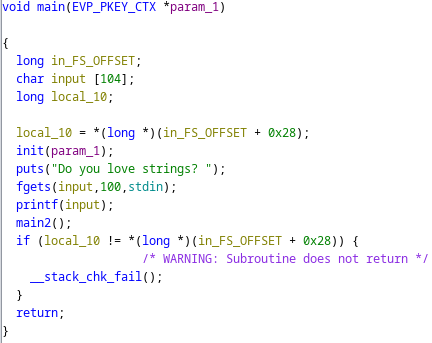 void main(EVP_PKEY_CTX *param_1)
{
long in_FS_OFFSET;
char input [104];
long local_10;
local_10 = *(long *)(in_FS_OFFSET + 0x28);
init(param_1);
puts("Do you love strings? ");
fgets(input,100,stdin);
printf(input);
main2();
if (local_10 != *(long *)(in_FS_OFFSET + 0x28)) {
/* WARNING: Subroutine does not return */
__stack_chk_fail();
}
return;
}